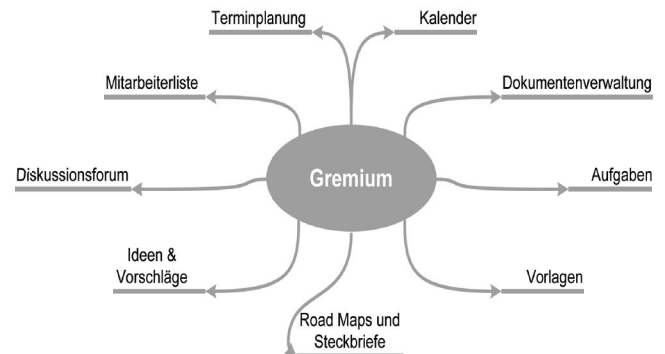 Terminplanung
Kalender
Mitarbeiterliste
Dokumentenverwaltung
Diskussionsforum
Gremium
Aufgaben
Ideen &
Vorschläge
Vorlagen
Road Maps und
Steckbriefe